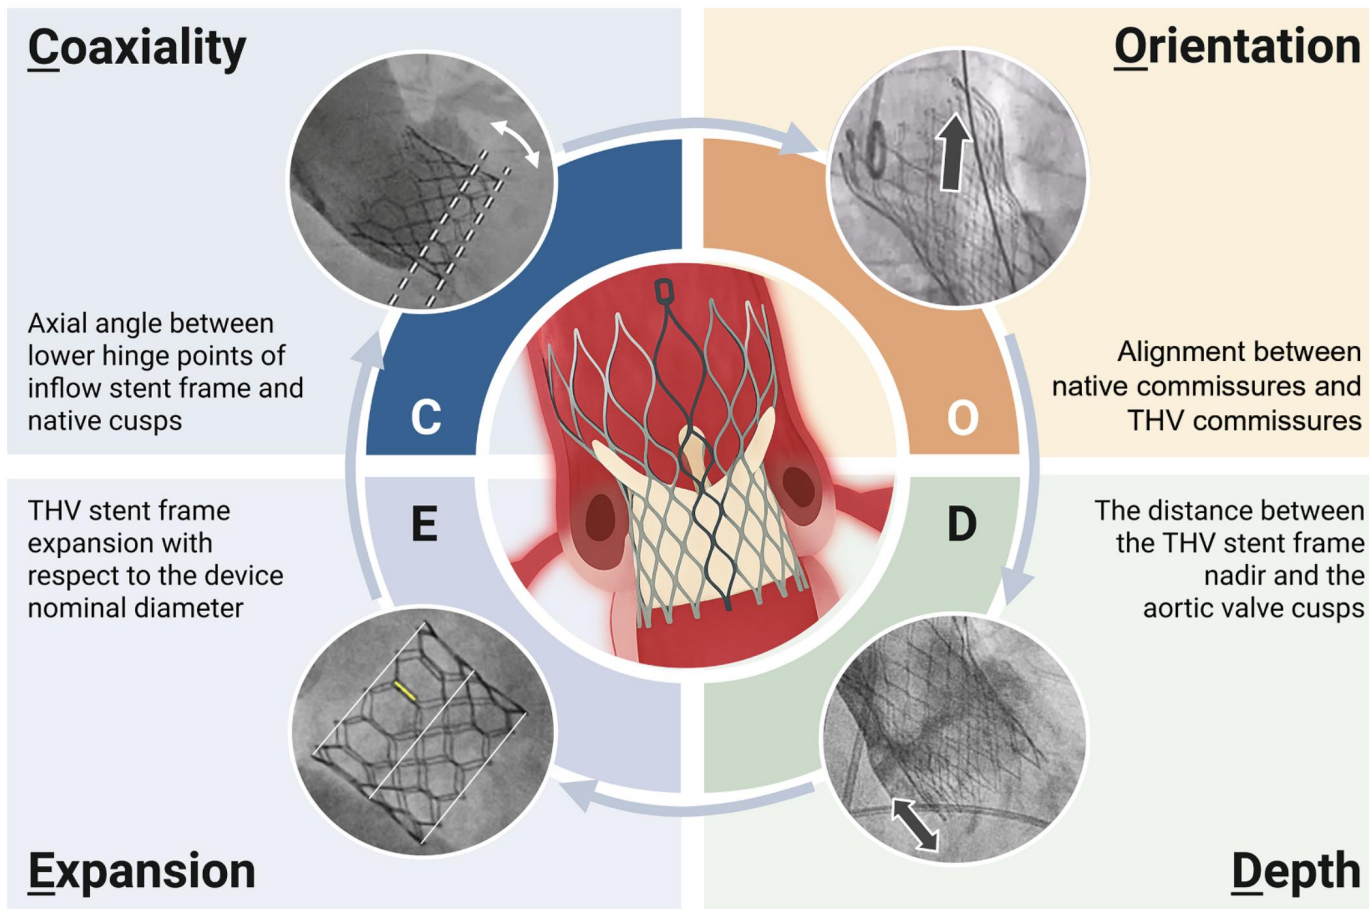 Coaxiality
Axial angle between
lower hinge points of
inflow stent frame and
native cusps
C
Orientation
Alignment between
native commissures and
THV commissures
O
D
The distance between
the THV stent frame
nadir and the
aortic valve cusps
Depth
E
THV stent frame
expansion with
respect to the device
nominal diameter
Expansion